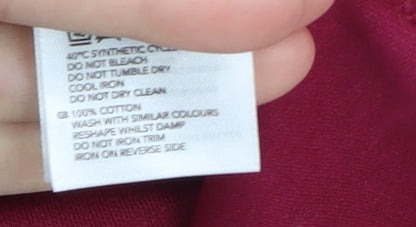 40°C SYNTHETIC CYCLE
DO NOT BLEACH
DO NOT TUMBLE DRY
COOL IRON
DO NOT DRY CLEAN
GB 100% COTTON
WASH WITH SIMILAR COLOURS
RESHAPE WHILST DAMP
DO NOT IRON TRIM
IRON ON REVERSE SIDE